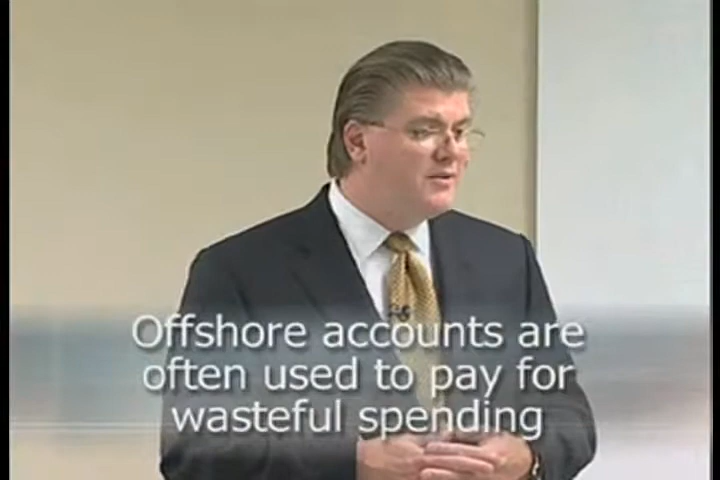 Offshore accounts are
often used to pay for
wasteful spending